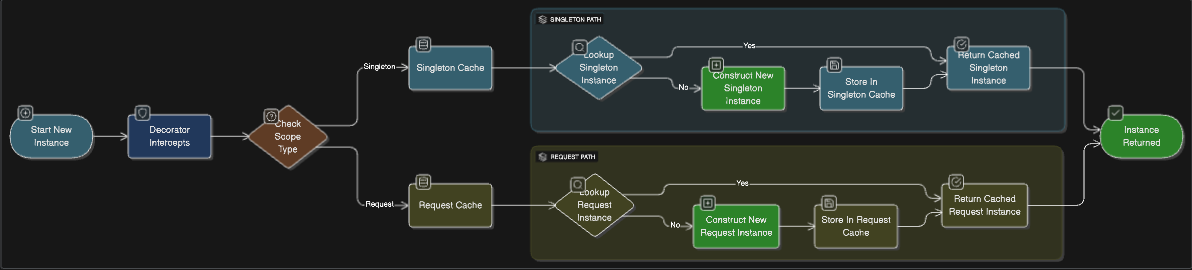 Start New
Instance
Decorator
Intercepts
Check
Scope
Type
Singleton
Singleton Cache
SINGLETON PATH
Lookup
Singleton
Instance
Yes
No
Construct New
Singleton
Instance
Store In
Singleton Cache
Return Cached
Singleton
Instance
Request
Request Cache
REQUEST PATH
Lookup
Request
Instance
Yes
No
Construct New
Request Instance
Store In Request
Cache
Return Cached
Request Instance
Instance
Returned